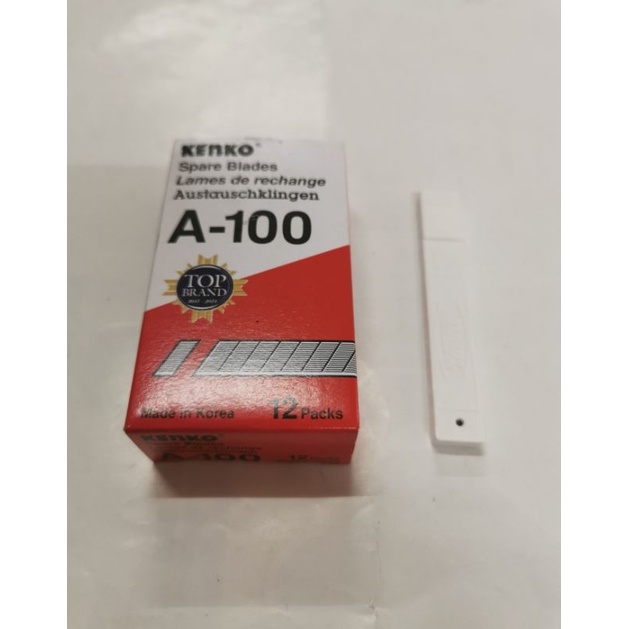 KENKO
Spare Blades
Lames de rechange
Austauschklingen
A-100
TOP
BRAND
Made in Korea
12 Packs
KENKO
A-100